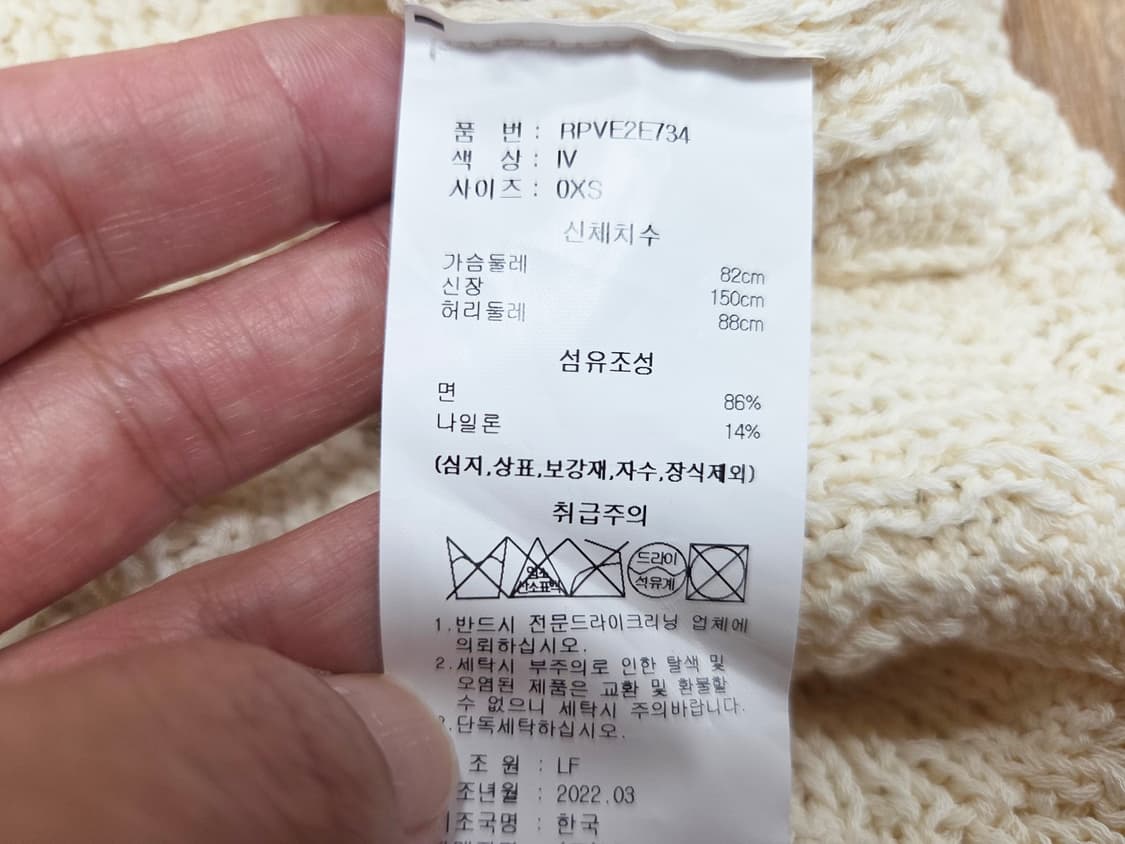 품 번 : RPVE2E734
색 상 : IV
사이즈 : 0XS
신체치수
가슴둘레 82cm
신장 150cm
허리둘레 88cm
섬유조성
면 86%
나일론 14%
(심지,상표,보강재,자수,장식제외)
취급주의
염소
산소표백
드라이
석유계
1.반드시 전문드라이크리닝 업체에
의뢰하십시오.
2.세탁시 부주의로 인한 탈색 및
오염된 제품은 교환 및 환불할
수 없으니 세탁시 주의바랍니다.
3.단독세탁하십시오.
조 원 : LF
조년월 : 2022.03
조국명 : 한국